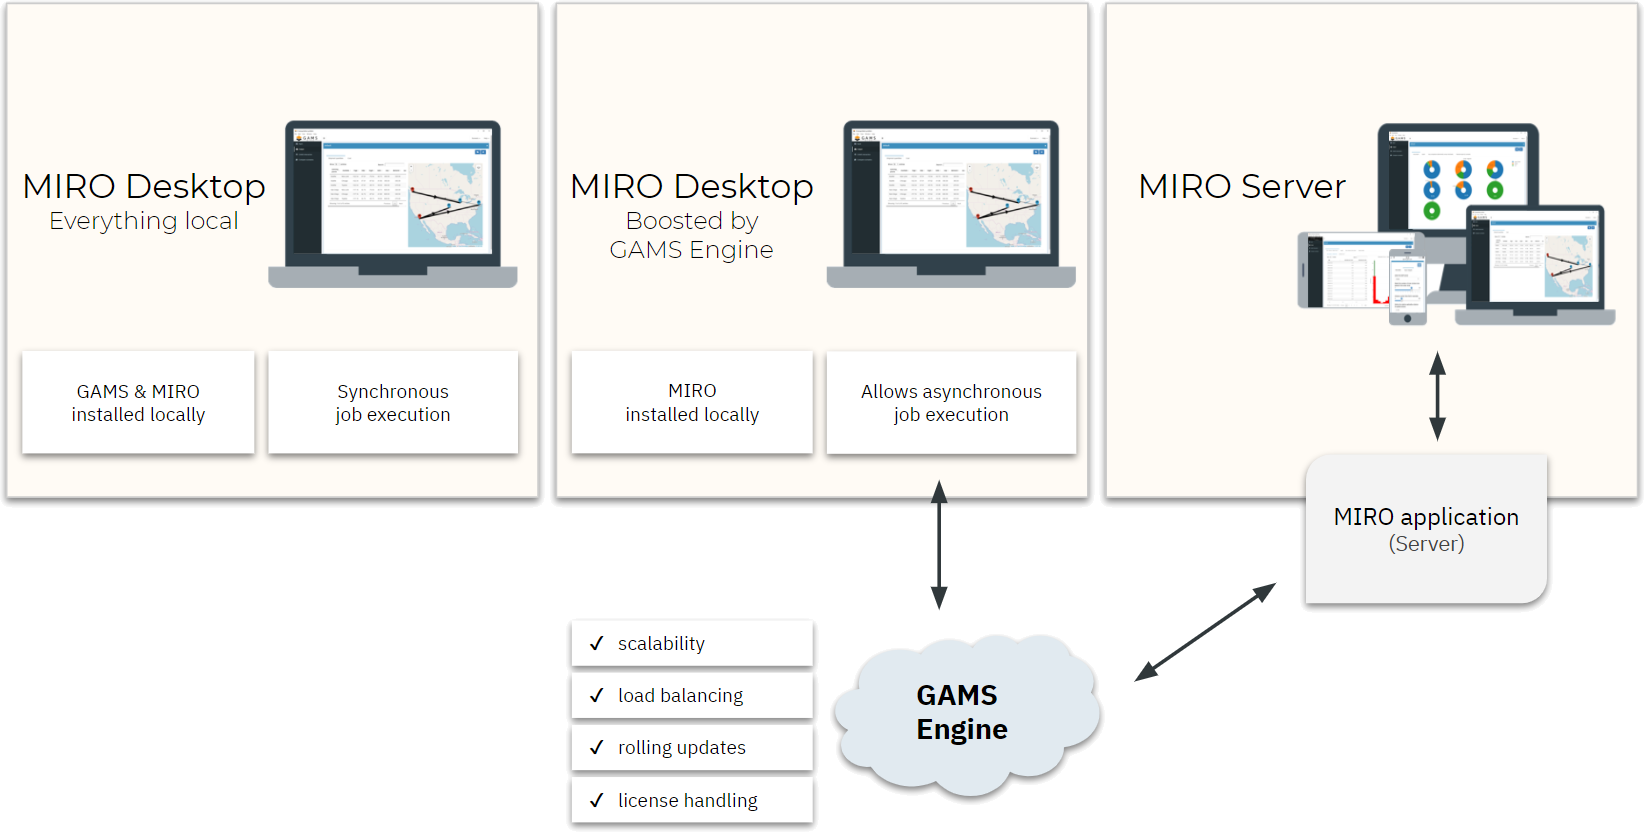 MIRO Desktop
Everything local
GAMS & MIRO
installed locally
Synchronous
job execution
MIRO Desktop
Boosted by
GAMS Engine
MIRO
installed locally
Allows asynchronous
job execution
MIRO Server
MIRO application
(Server)
✓ scalability
✓ load balancing
✓ rolling updates
✓ license handling
GAMS
Engine